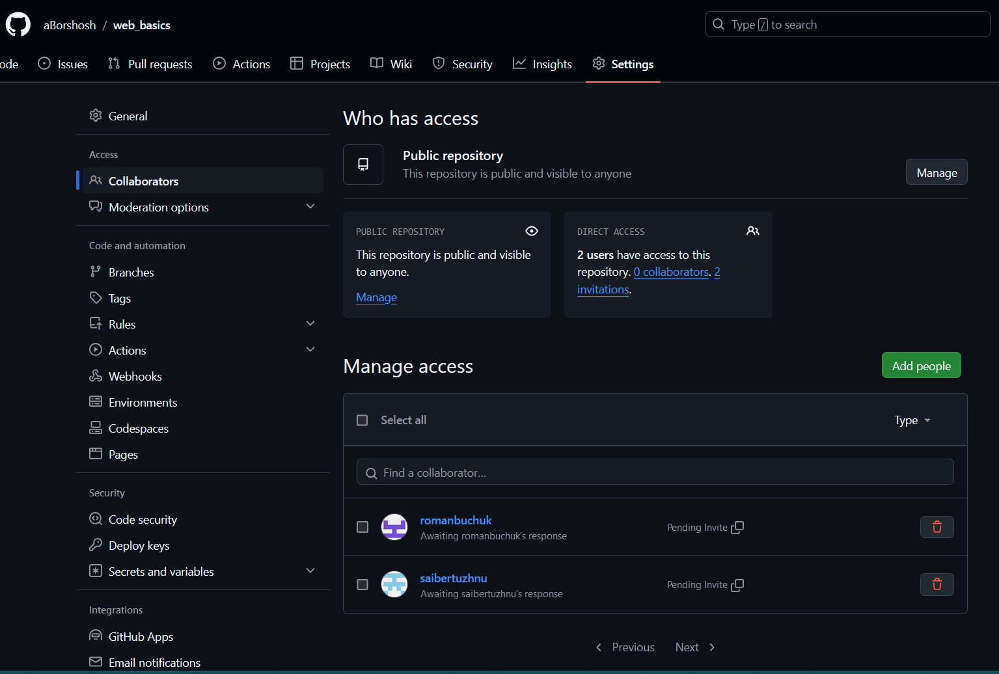 aBorshosh / web_basics
Type / to search
ode
Issues
Pull requests
Actions
Projects
Wiki
Security
Insights
Settings
General
Access
Collaborators
Moderation options
Code and automation
Branches
Tags
Rules
Actions
Webhooks
Environments
Codespaces
Pages
Security
Code security
Deploy keys
Secrets and variables
Integrations
GitHub Apps
Email notifications
Who has access
Public repository
This repository is public and visible to anyone
Manage
PUBLIC REPOSITORY
This repository is public and visible
to anyone.
Manage
DIRECT ACCESS
2 users have access to this
repository. 0 collaborators. 2
invitations.
Manage access
Add people
Select all
Type
Find a collaborator...
romanbuchuk
Awaiting romanbuchuk's response
Pending Invite
saibertuzhnu
Awaiting saibertuzhnu's response
Pending Invite
Previous
Next